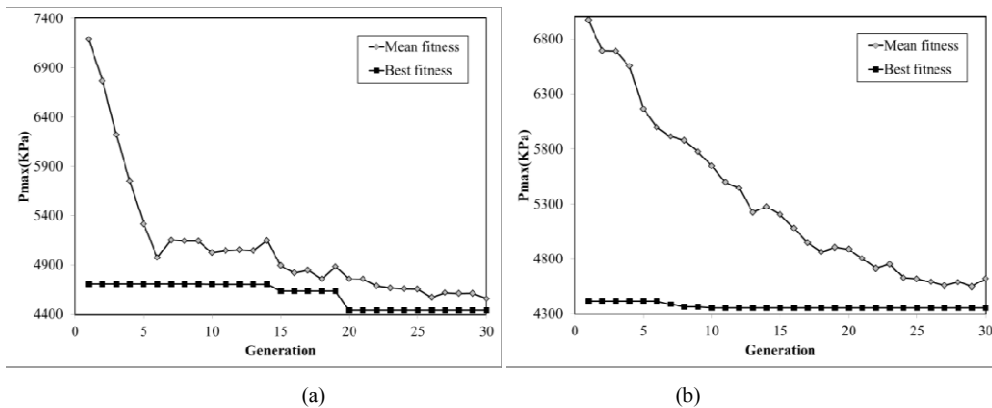 7400
6900
6400
5900
5400
4900
4400
Pmax(KPa)
Mean fitness
Best fitness
0 5 10 15 20 25 30
Generation
(a)
6800
6300
5800
5300
4800
4300
Pmax(KPa)
Mean fitness
Best fitness
0 5 10 15 20 25 30
Generation
(b)